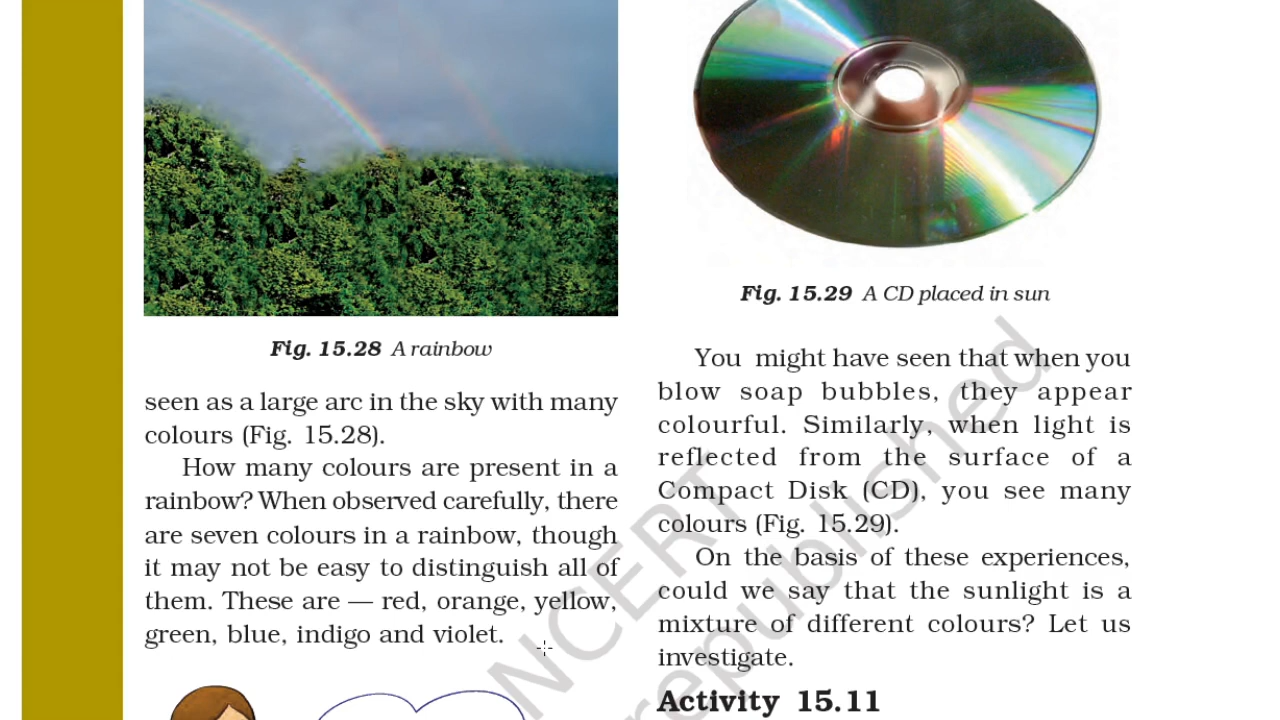 Fig. 15.28 A rainbow
seen as a large arc in the sky with many
colours (Fig. 15.28).
How many colours are present in a
rainbow? When observed carefully, there
are seven colours in a rainbow, though
it may not be easy to distinguish all of
them. These are — red, orange, yellow,
green, blue, indigo and violet.
Fig. 15.29 A CD placed in sun
You might have seen that when you
blow soap bubbles, they appear
colourful. Similarly, when light is
reflected from the surface of a
Compact Disk (CD), you see many
colours (Fig. 15.29).
On the basis of these experiences,
could we say that the sunlight is a
mixture of different colours? Let us
investigate.
Activity 15.11
NCERT
republished